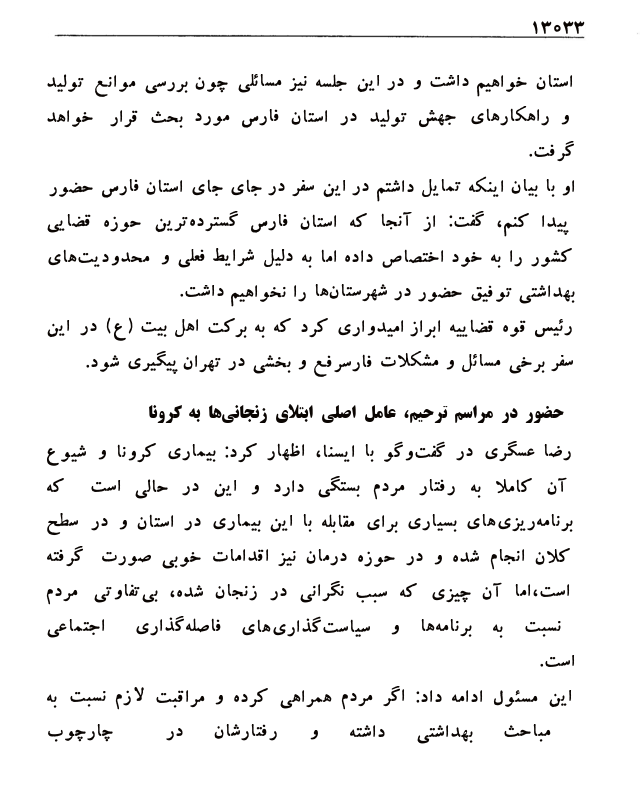 ۱۳۰۳۳
استان خواهیم داشت و در این جلسه نیز مسائلی چون بررسی موانع تولید
و راهکارهای جهش تولید در استان فارس مورد بحث قرار خواهد
گرفت.
او با بیان اینکه تمایل داشتم در این سفر در جای جای استان فارس حضور
پیدا کنم، گفت: از آنجا که استان فارس گسترده‌ترین حوزه قضایی
کشور را به خود اختصاص داده اما به دلیل شرایط فعلی و محدودیت‌های
بهداشتی توفیق حضور در شهرستان‌ها را نخواهیم داشت.
رئیس قوه قضاییه ابراز امیدواری کرد که به برکت اهل بیت (ع) در این
سفر برخی مسائل و مشکلات فارسرفع و بخشی در تهران پیگیری شود.
حضور در مراسم ترحیم، عامل اصلی ابتلای زنجانی‌ها به کرونا
رضا عسگری در گفت‌وگو با ایسنا، اظهار کرد: بیماری کرونا و شیوع
آن کاملا به رفتار مردم بستگی دارد و این در حالی است که
برنامه‌ریزی‌های بسیاری برای مقابله با این بیماری در استان و در سطح
کلان انجام شده و در حوزه درمان نیز اقدامات خوبی صورت گرفته
است،اما آن چیزی که سبب نگرانی در زنجان شده، بی‌تفاوتی مردم
نسبت به برنامه‌ها و سیاست‌گذاری‌های فاصله‌گذاری اجتماعی
است.
این مسئول ادامه داد: اگر مردم همراهی کرده و مراقبت لازم نسبت به
مباحث بهداشتی داشته و رفتارشان در چارچوب